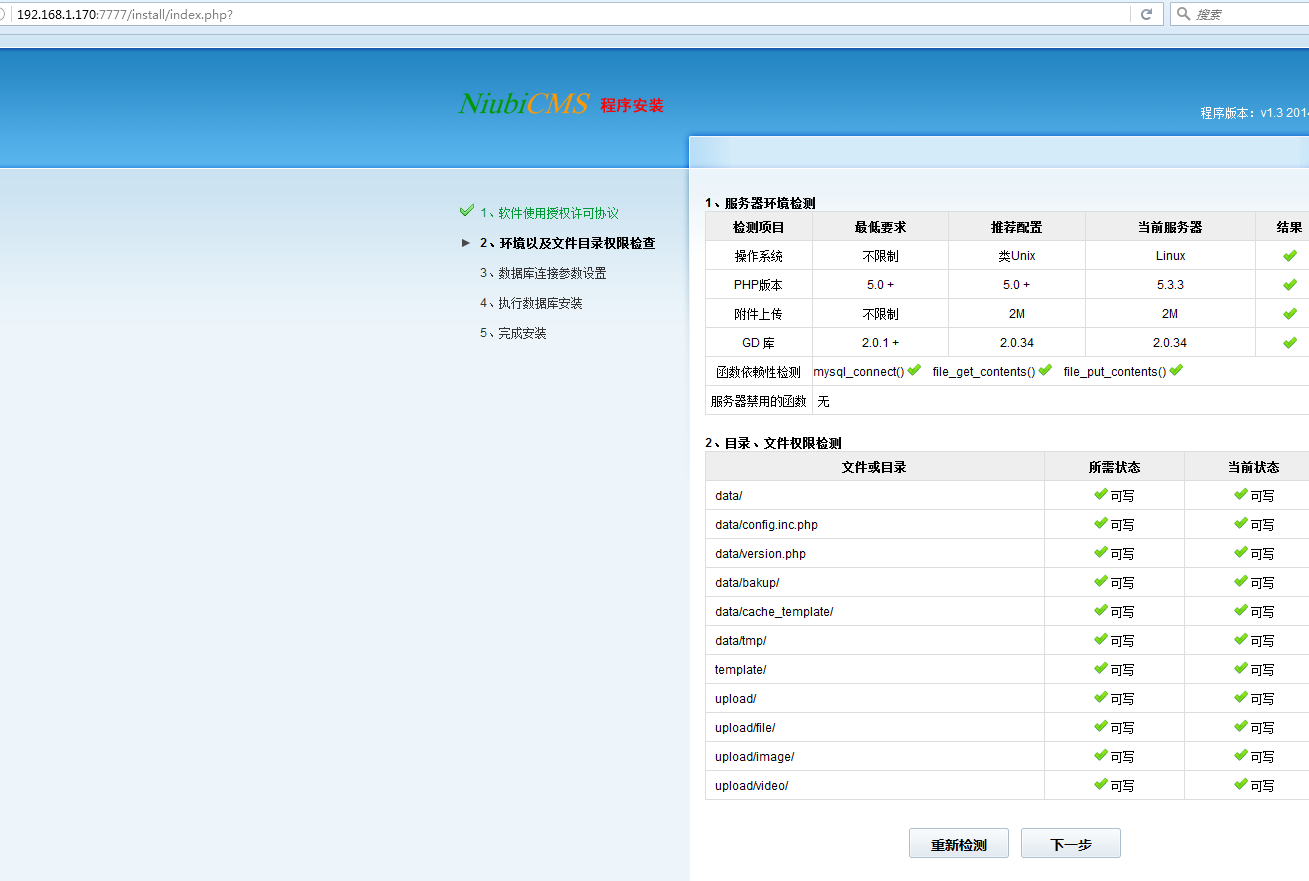 192.168.1.170:7777/install/index.php?
搜索
NiubiCMS 程序安装
程序版本：v1.3 2014
1、软件使用授权许可协议
2、环境以及文件目录权限检查
3、数据库连接参数设置
4、执行数据库安装
5、完成安装
1、服务器环境检测
检测项目 最低要求 推荐配置 当前服务器 结果
操作系统 不限制 类Unix Linux
PHP版本 5.0 + 5.0 + 5.3.3
附件上传 不限制 2M 2M
GD 库 2.0.1 + 2.0.34 2.0.34
函数依赖性检测 mysql_connect() file_get_contents() file_put_contents()
服务器禁用的函数 无
2、目录、文件权限检测
文件或目录 所需状态 当前状态
data/ 可写 可写
data/config.inc.php 可写 可写
data/version.php 可写 可写
data/bakup/ 可写 可写
data/cache_template/ 可写 可写
data/tmp/ 可写 可写
template/ 可写 可写
upload/ 可写 可写
upload/file/ 可写 可写
upload/image/ 可写 可写
upload/video/ 可写 可写
重新检测 下一步